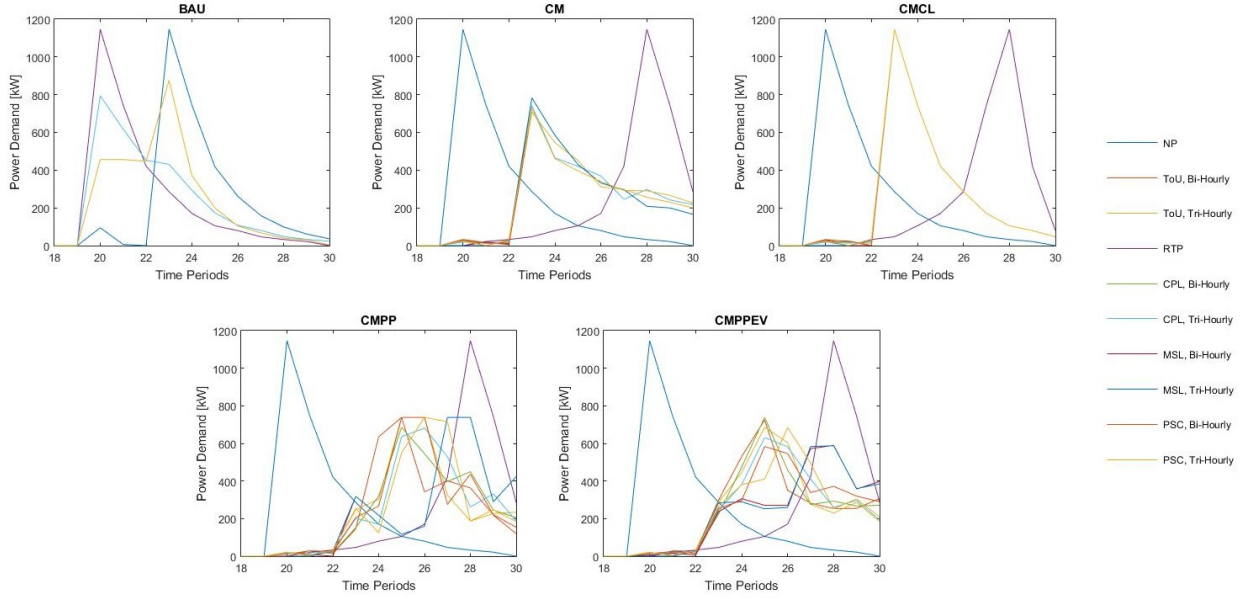 BAU
Power Demand [kW]
1200
1000
800
600
400
200
0
18 20 22 24 26 28 30
Time Periods
CM
Power Demand [kW]
1200
1000
800
600
400
200
0
18 20 22 24 26 28 30
Time Periods
CMCL
Power Demand [kW]
1200
1000
800
600
400
200
0
18 20 22 24 26 28 30
Time Periods
CMPP
Power Demand [kW]
1200
1000
800
600
400
200
0
18 20 22 24 26 28 30
Time Periods
CMPPEV
Power Demand [kW]
1200
1000
800
600
400
200
0
18 20 22 24 26 28 30
Time Periods
NP
ToU, Bi-Hourly
ToU, Tri-Hourly
RTP
CPL, Bi-Hourly
CPL, Tri-Hourly
MSL, Bi-Hourly
MSL, Tri-Hourly
PSC, Bi-Hourly
PSC, Tri-Hourly